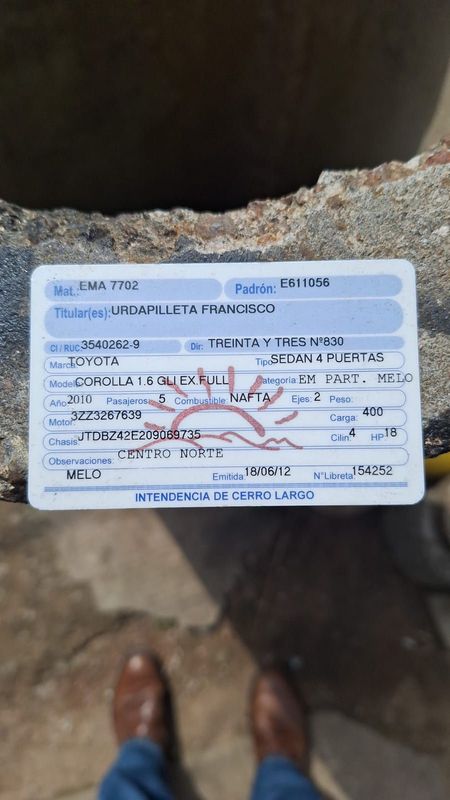 Mat.: EMA 7702 Padrón: E611056
Titular(es): URDAPILLETA FRANCISCO
CI / RUC 3540262-9 Dir: TREINTA Y TRES Nº830
Marca TOYOTA Tipo SEDAN 4 PUERTAS
Modelo COROLLA 1.6 GLI EX.FULL Categoria: EM PART. MELO
Año: 2010 Pasajeros 5 Combustible: NAFTA Ejes: 2 Peso:
Motor: 3ZZ3267639 Carga: 400
Chasis: JTDBZ42E209069735 Cilin 4 HP 18
Observaciones: CENTRO NORTE
MELO Emitida 18/06/12 N°Libreta: 154252
INTENDENCIA DE CERRO LARGO